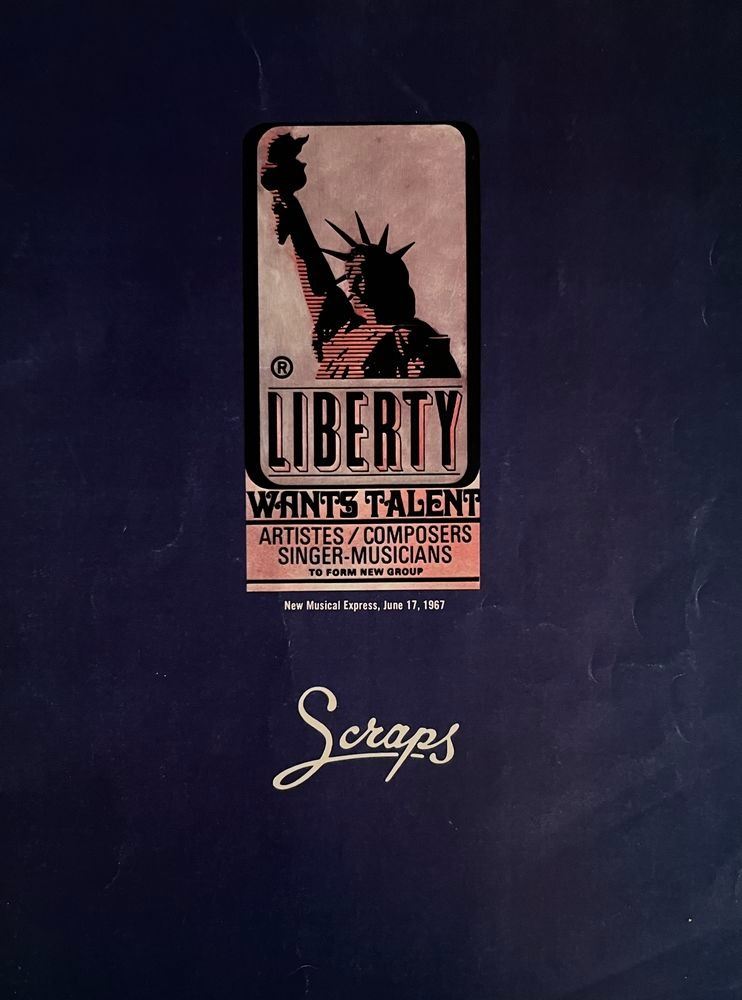 ®
LIBERTY
WANTS TALENT
ARTISTES / COMPOSERS
SINGER-MUSICIANS
TO FORM NEW GROUP
New Musical Express, June 17, 1967
Scraps